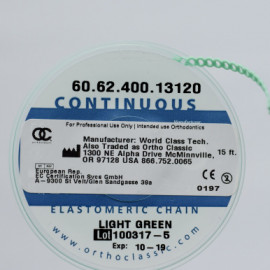 60.62.400.13120
CONTINUOUS
For Professional Use Only | Intended use Orthodontics
OC
Manufacturer: World Class Tech.
Also Traded as Ortho Classic
1300 NE Alpha Drive McMinnville,
OR 97128 USA 866.752.0065
15 ft.
European Rep.
EC Certification Svcs GmbH
A-9300 St Veit/Glan Sandgasse 39a
0197
ELASTOMERIC CHAIN
LIGHT GREEN
Lot 100317-5
Exp: 10-19
www.orthoclassic.com